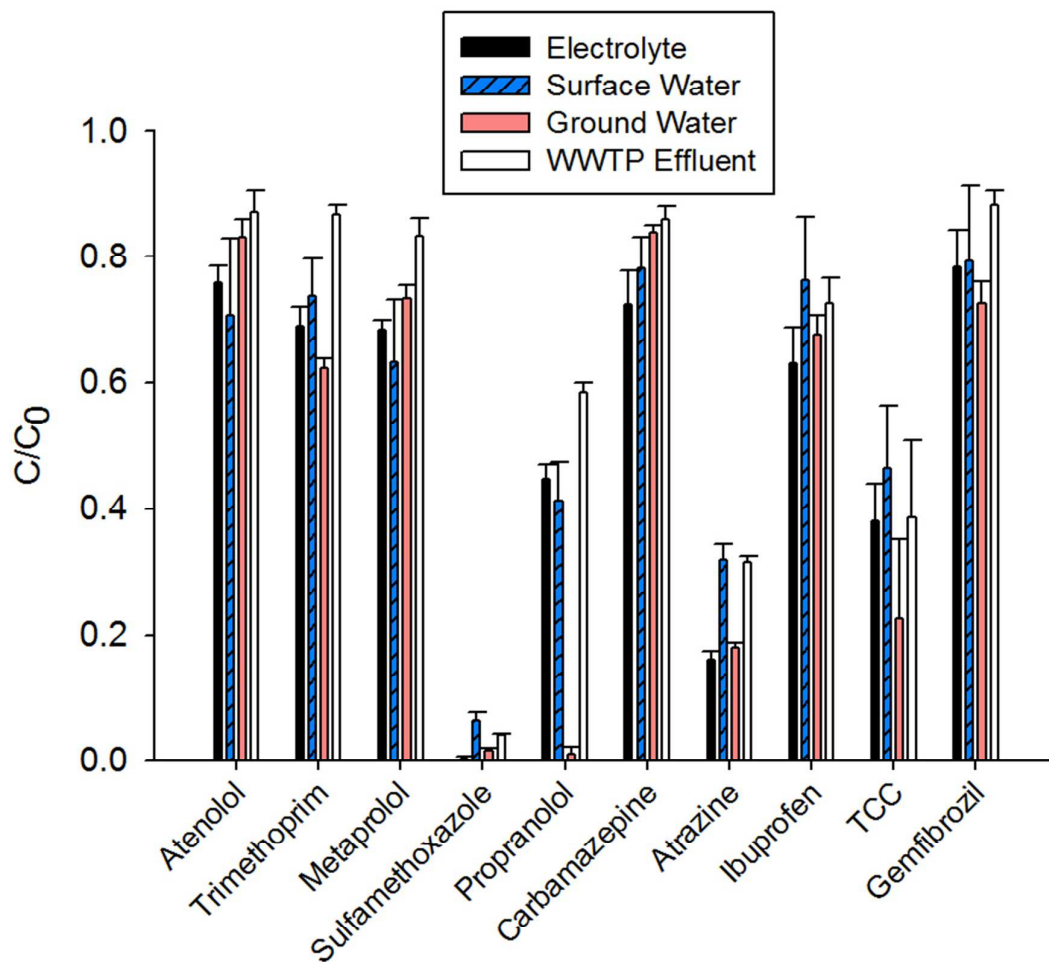 Electrolyte
Surface Water
Ground Water
WWTP Effluent
1.0
0.8
0.6
0.4
0.2
0.0
C/C0
Atenolol
Trimethoprim
Metaprolol
Sulfamethoxazole
Propranolol
Carbamazepine
Atrazine
Ibuprofen
TCC
Gemfibrozil